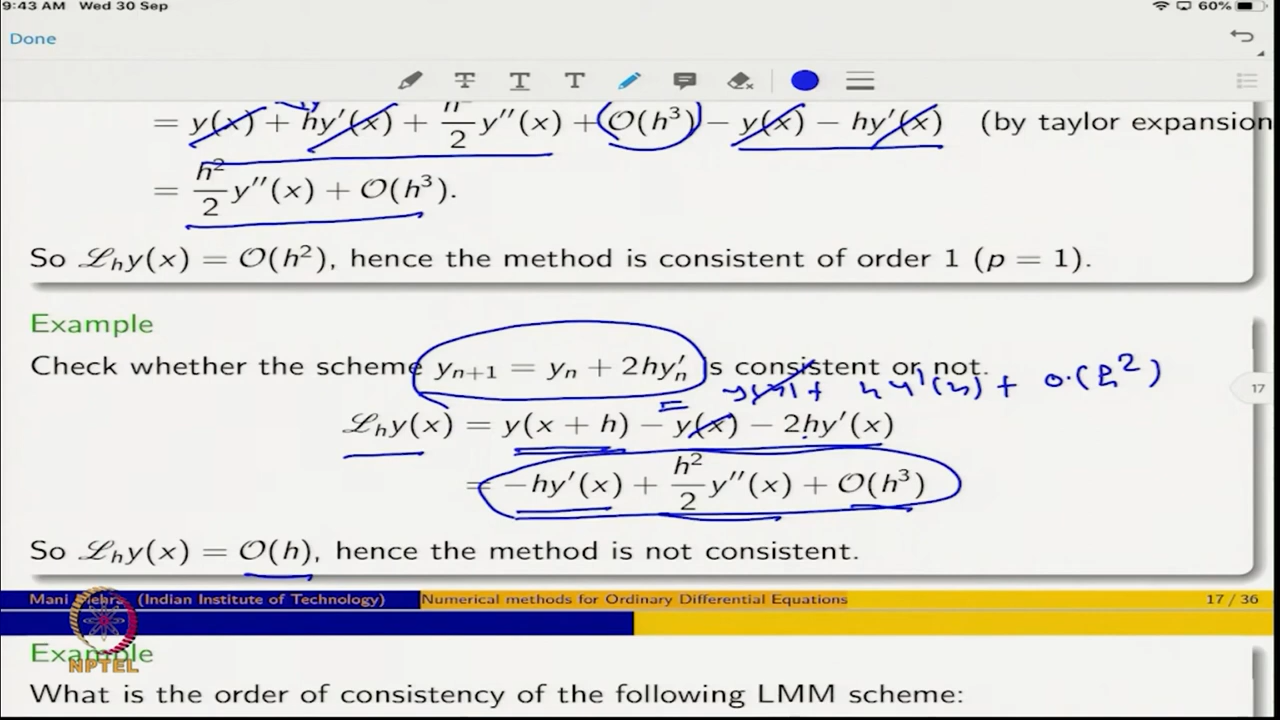 9:43 AM Wed 30 Sep 60%
Done
= y(x) + hy′(x) + h²/2 y′′(x) + O(h³) − y(x) − hy′(x) (by taylor expansion
= h²/2 y′′(x) + O(h³).
So ℒₕy(x) = O(h²), hence the method is consistent of order 1 (p = 1).
Example
Check whether the scheme yₙ₊₁ = yₙ + 2hy′ₙ is consistent or not.
= y(x) + hy'(x) + O(h²)
ℒₕy(x) = y(x + h) − y(x) − 2hy′(x)
= −hy′(x) + h²/2 y′′(x) + O(h³)
So ℒₕy(x) = O(h), hence the method is not consistent.
17
Mani Mehra (Indian Institute of Technology) Numerical methods for Ordinary Differential Equations 17 / 36
NPTEL
Example
What is the order of consistency of the following LMM scheme: